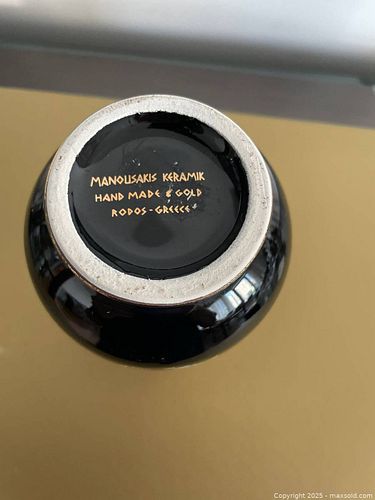 MANOUSAKIS KERAMIK
HAND MADE & GOLD
RODOS - GREECE
Copyright 2025 - maxsold.com